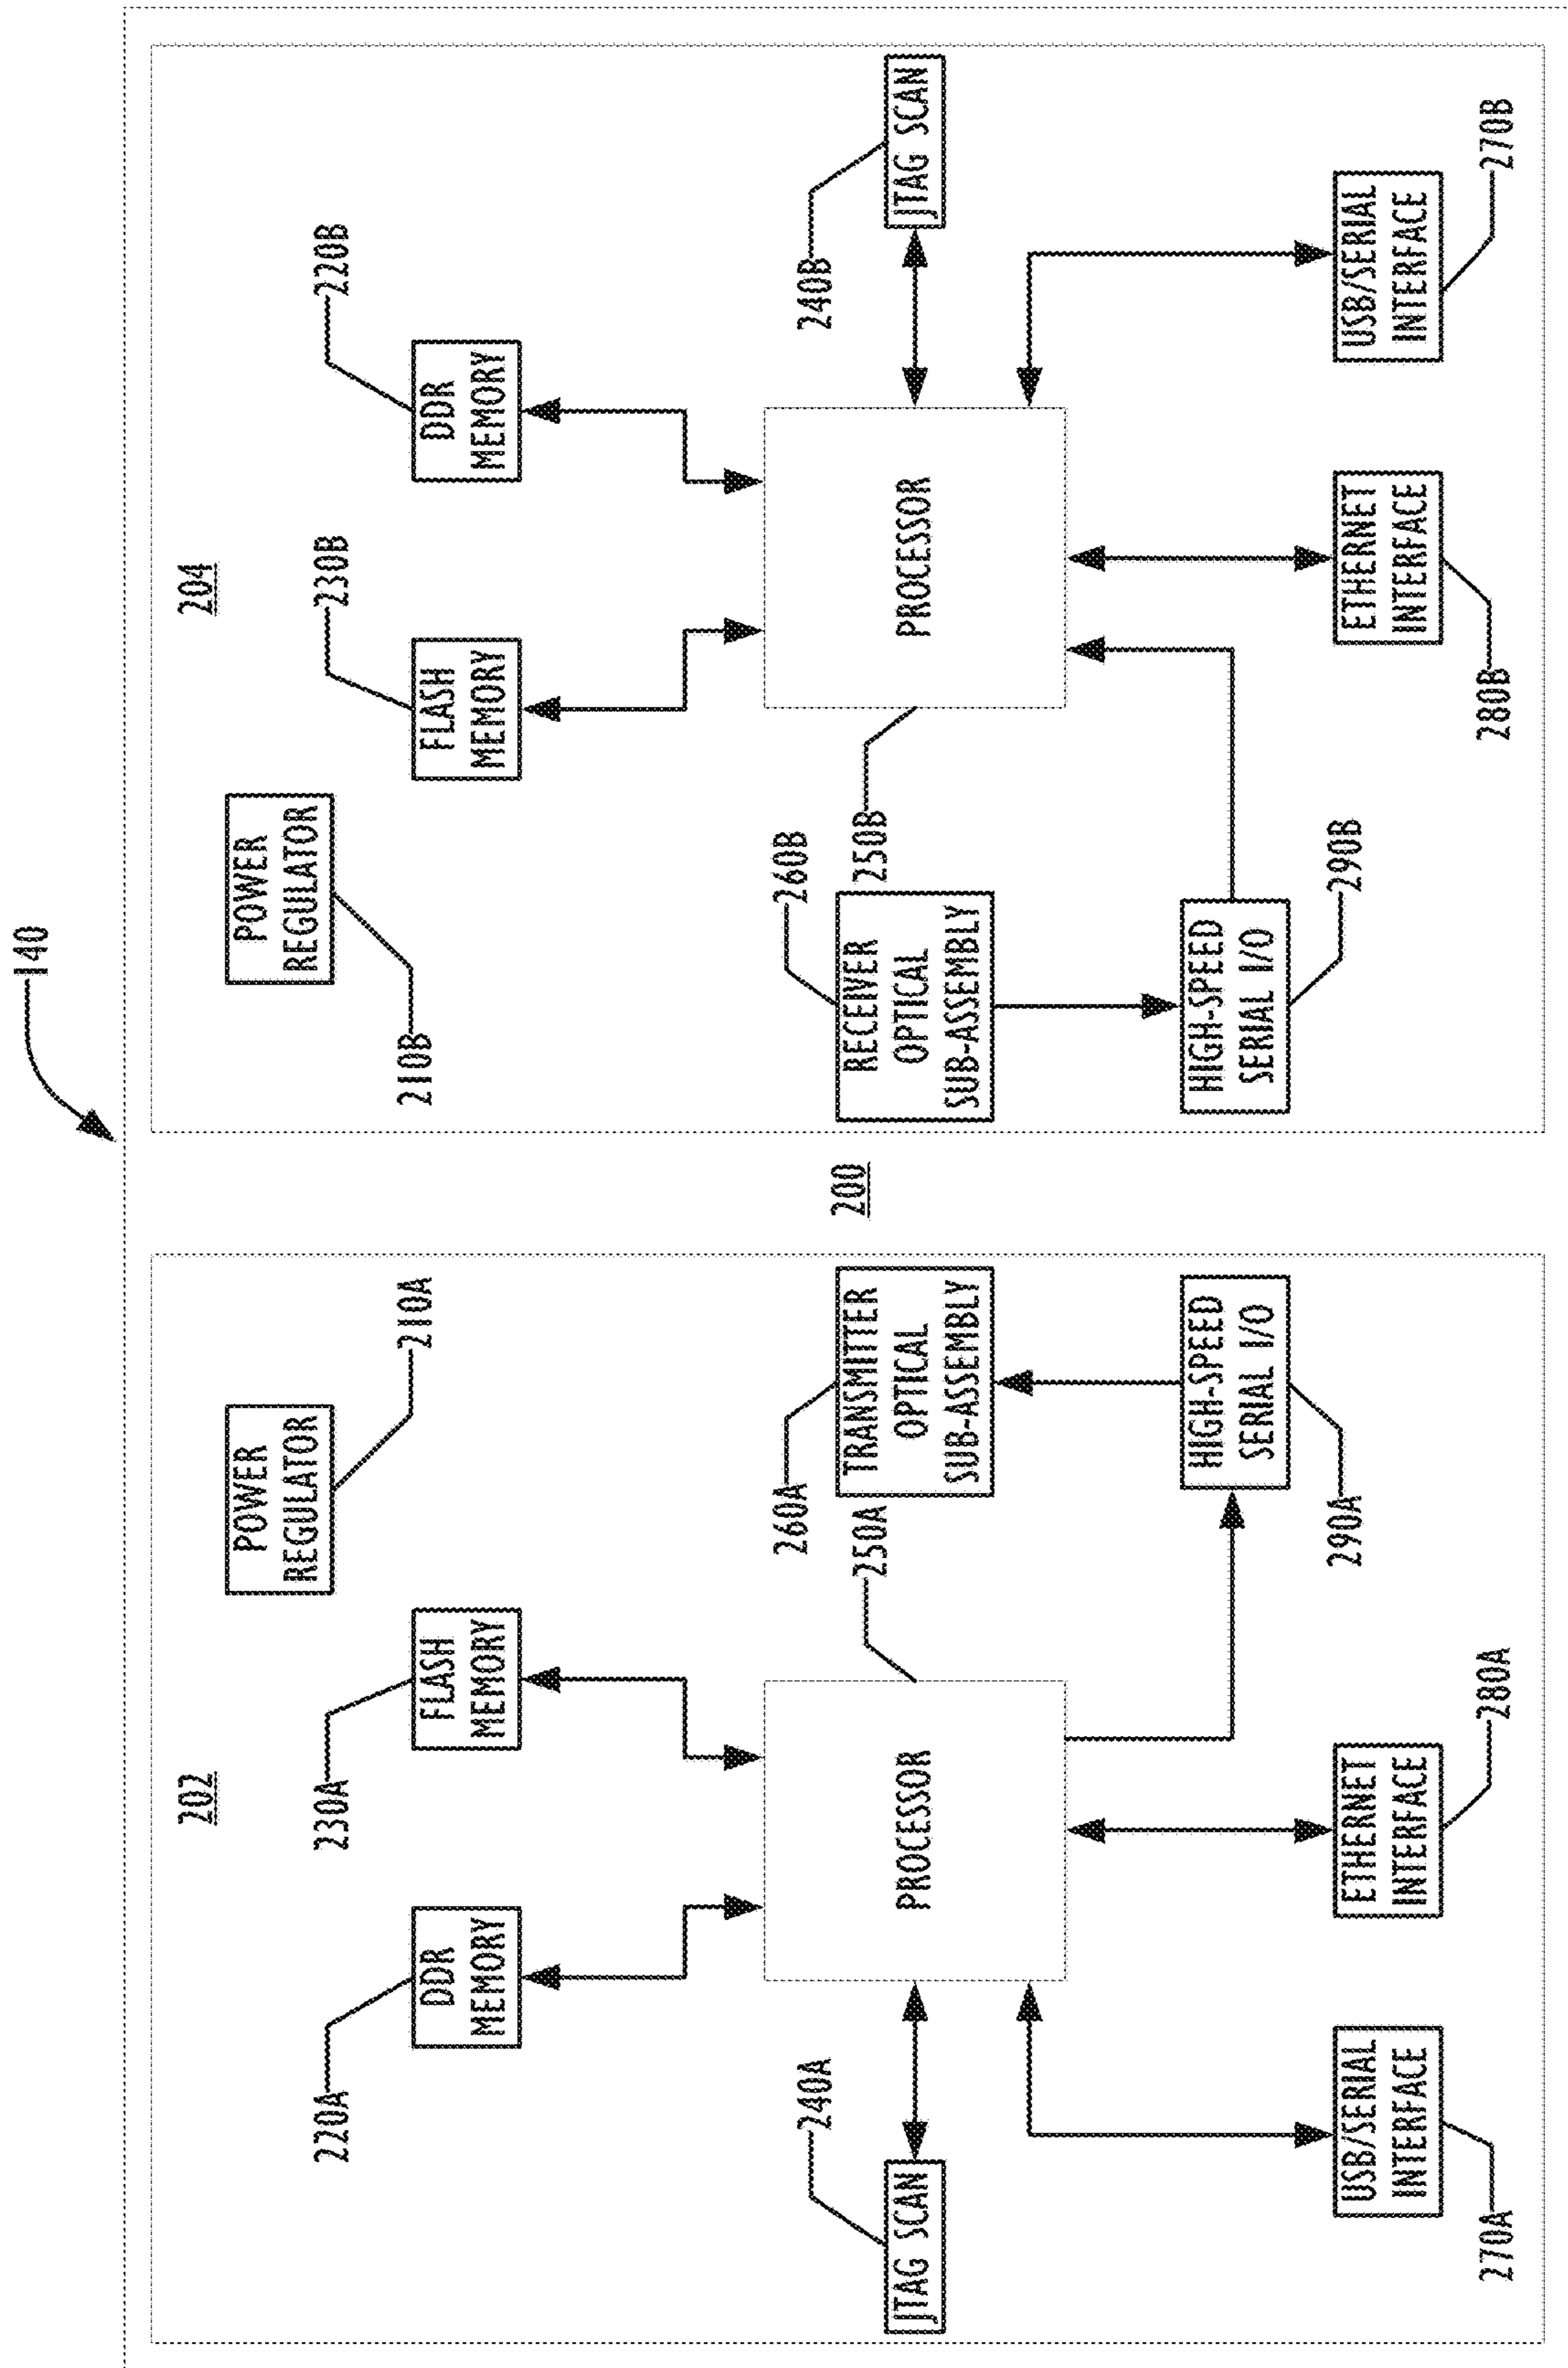 140
202
POWER
REGULATOR
210A
230A
FLASH
MEMORY
220A
DDR
MEMORY
240A
JTAG SCAN
PROCESSOR
250A
260A
TRANSMITTER
OPTICAL
SUB-ASSEMBLY
HIGH-SPEED
SERIAL I/O
290A
USB/SERIAL
INTERFACE
270A
ETHERNET
INTERFACE
280A
200
204
POWER
REGULATOR
210B
230B
FLASH
MEMORY
220B
DDR
MEMORY
260B
RECEIVER
OPTICAL
SUB-ASSEMBLY
250B
PROCESSOR
240B
JTAG SCAN
HIGH-SPEED
SERIAL I/O
290B
ETHERNET
INTERFACE
280B
USB/SERIAL
INTERFACE
270B